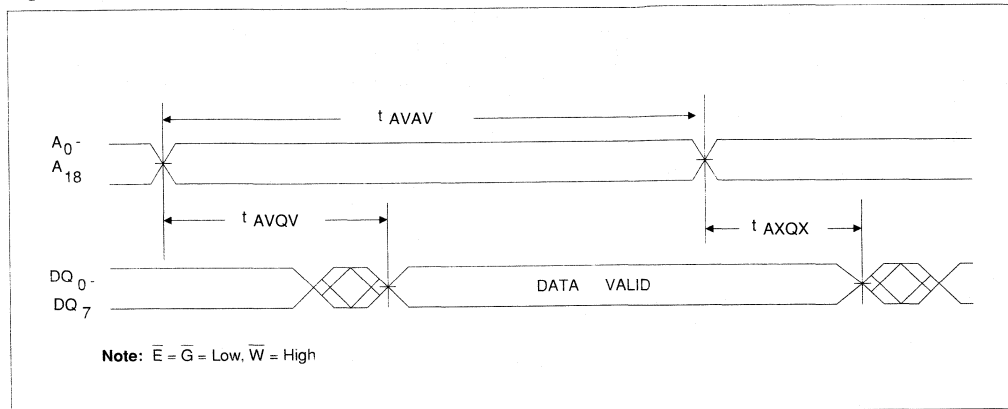 t AVAV
A0 -
A18
t AVQV
t AXQX
DQ0 -
DQ7
DATA VALID
Note: E̅ = G̅ = Low, W̅ = High